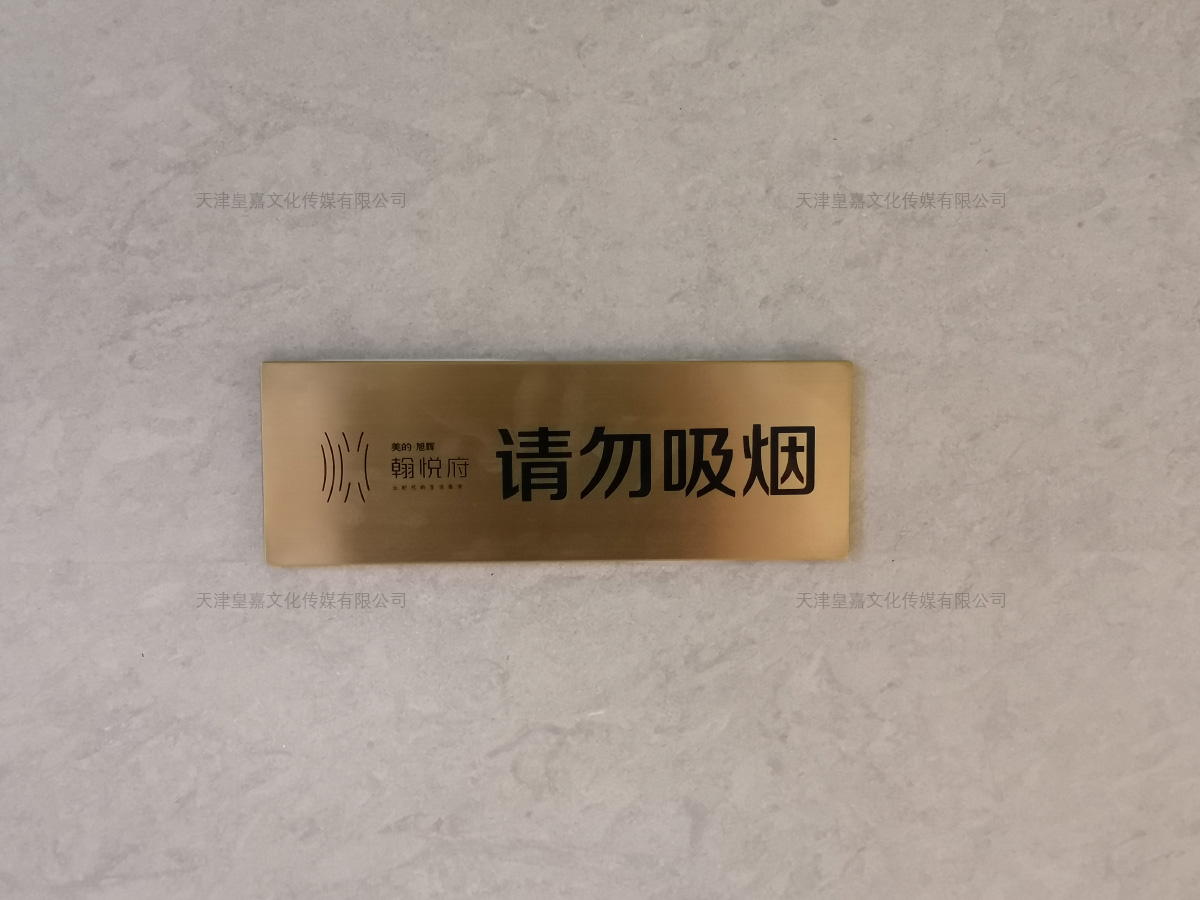 天津皇嘉文化传媒有限公司 天津皇嘉文化传媒有限公司
美的 旭辉
翰悦府
请勿吸烟
天津皇嘉文化传媒有限公司 天津皇嘉文化传媒有限公司